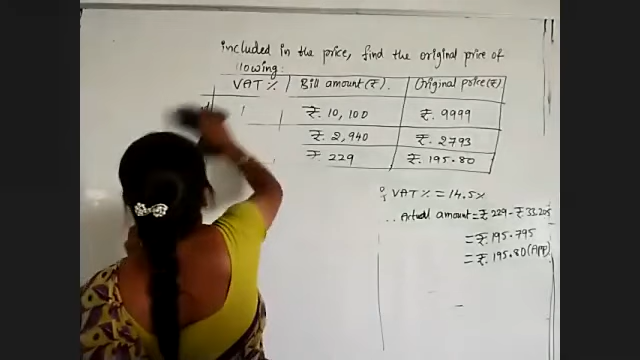 included in the price, find the original price of
llowing:
VAT % Bill amount (₹). Original price (₹)
1 ₹. 10,100 ₹. 9999
₹. 2,940 ₹. 2793
₹. 229 ₹. 195.80
VAT % = 14.5%
∴ Actual amount = ₹ 229 - ₹ 33.205
= ₹. 195.795
= ₹. 195.80 (App)